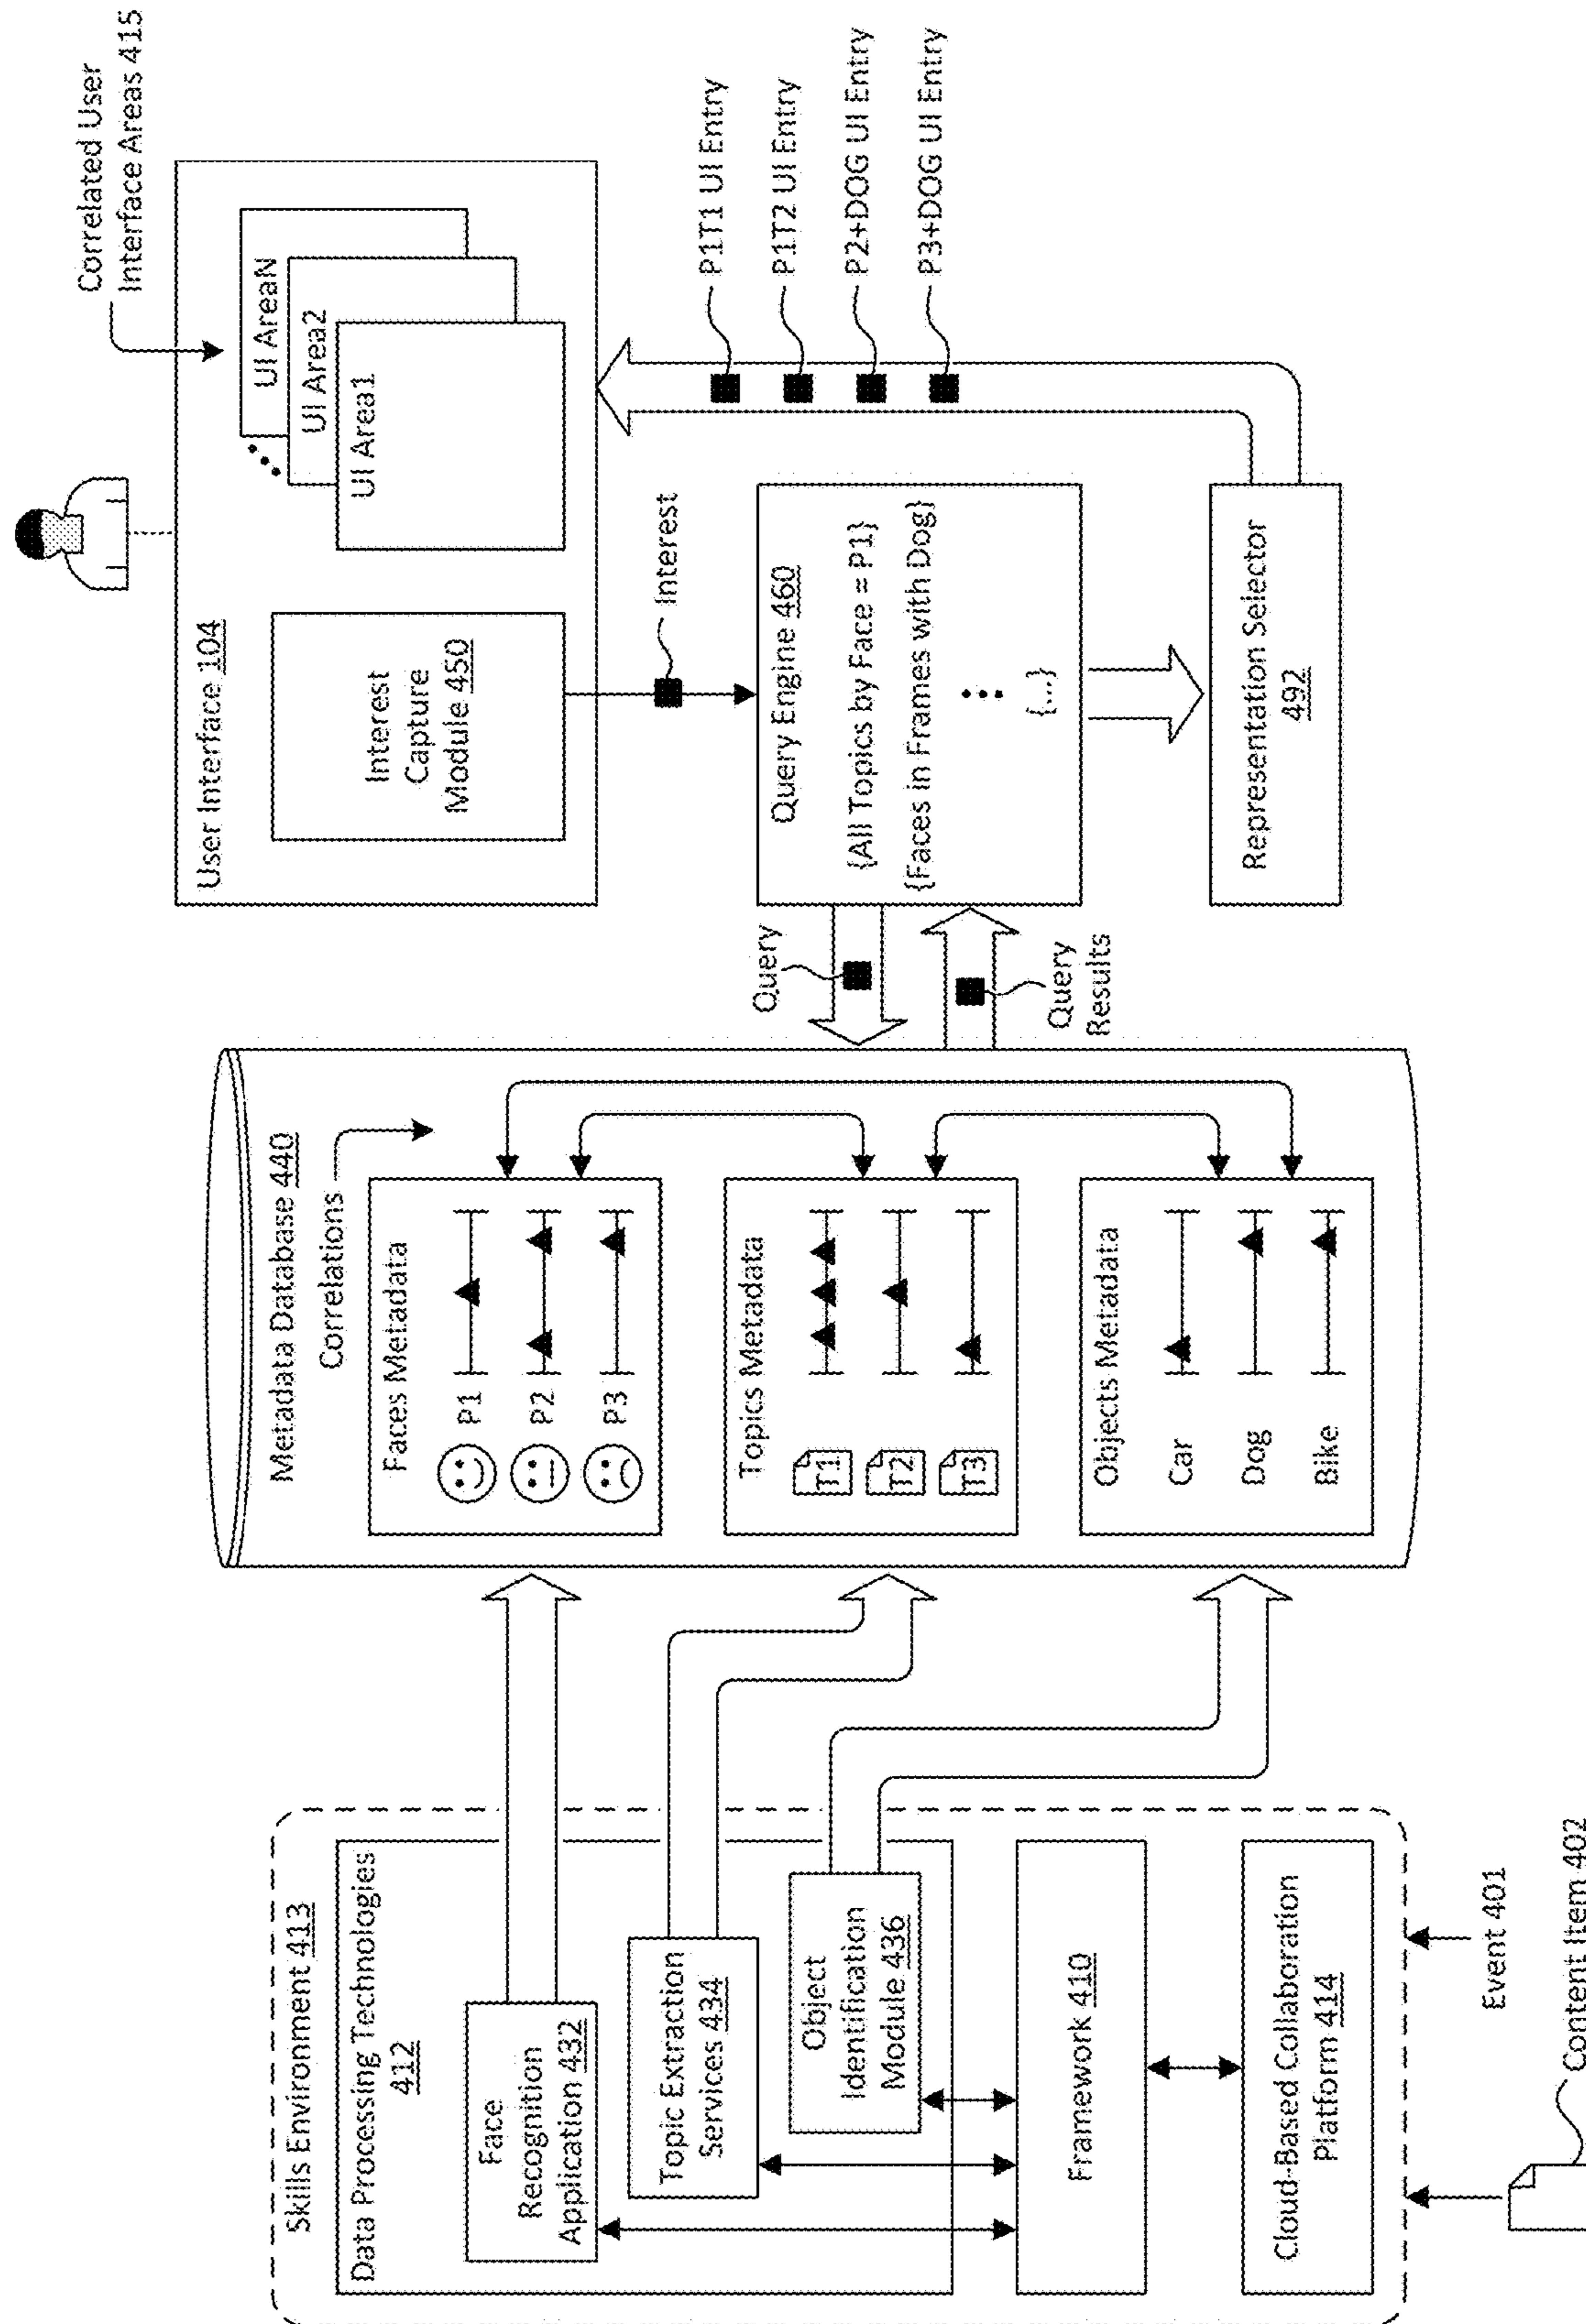 Skills Environment 413
Data Processing Technologies
412
Face
Recognition
Application 432
Topic Extraction
Services 434
Object
Identification
Module 436
Framework 410
Cloud-Based Collaboration
Platform 414
Event 401
Content Item 402
Metadata Database 440
Correlations
Faces Metadata
P1
P2
P3
Topics Metadata
T1
T2
T3
Objects Metadata
Car
Dog
Bike
Query
Query
Results
User Interface 104
Interest
Capture
Module 450
UI AreaN
UI Area2
UI Area1
Correlated User
Interface Areas 415
Interest
Query Engine 460
{All Topics by Face = P1}
{Faces in Frames with Dog}
{...}
Representation Selector
492
P1T1 UI Entry
P1T2 UI Entry
P2+DOG UI Entry
P3+DOG UI Entry